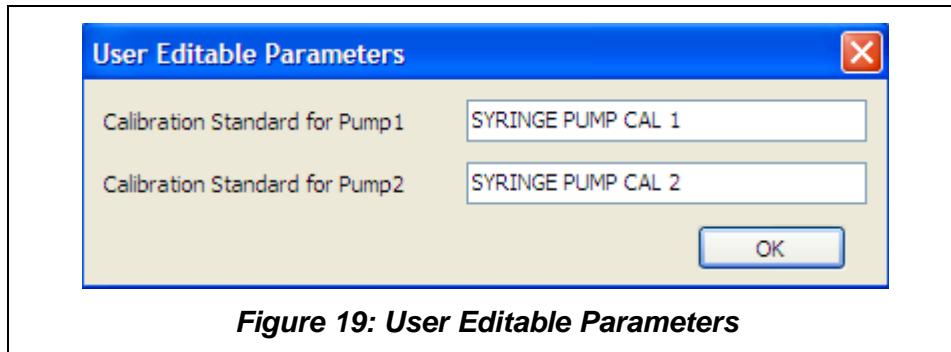 User Editable Parameters
Calibration Standard for Pump1 SYRINGE PUMP CAL 1
Calibration Standard for Pump2 SYRINGE PUMP CAL 2
OK
Figure 19: User Editable Parameters